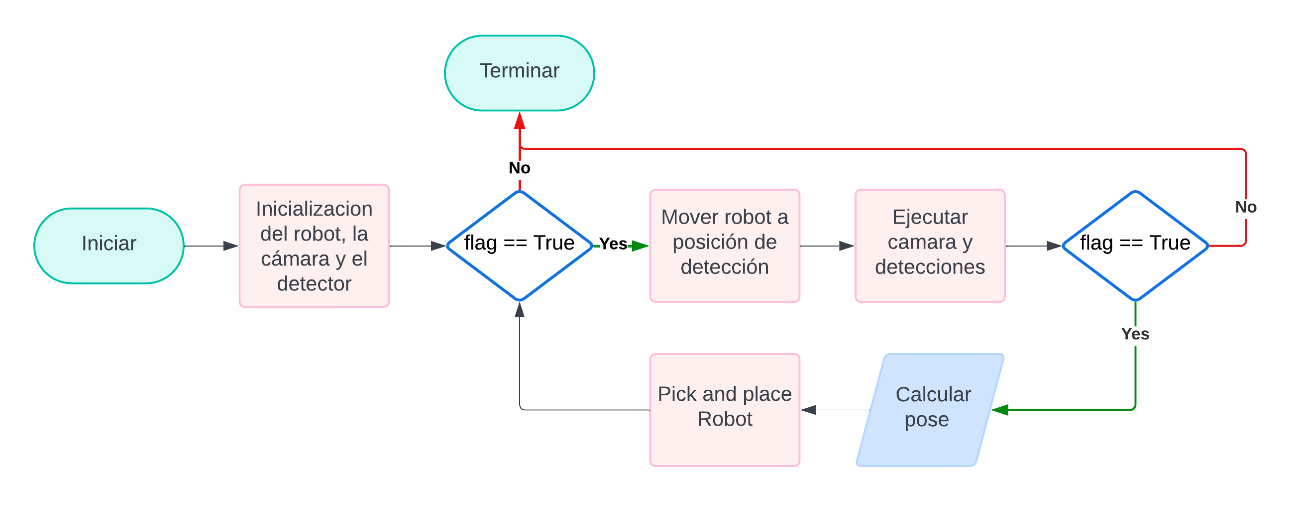 Terminar
No
Iniciar
Inicializacion
del robot, la
cámara y el
detector
flag == True
Yes
Mover robot a
posición de
detección
Ejecutar
camara y
detecciones
flag == True
No
Yes
Calcular
pose
Pick and place
Robot